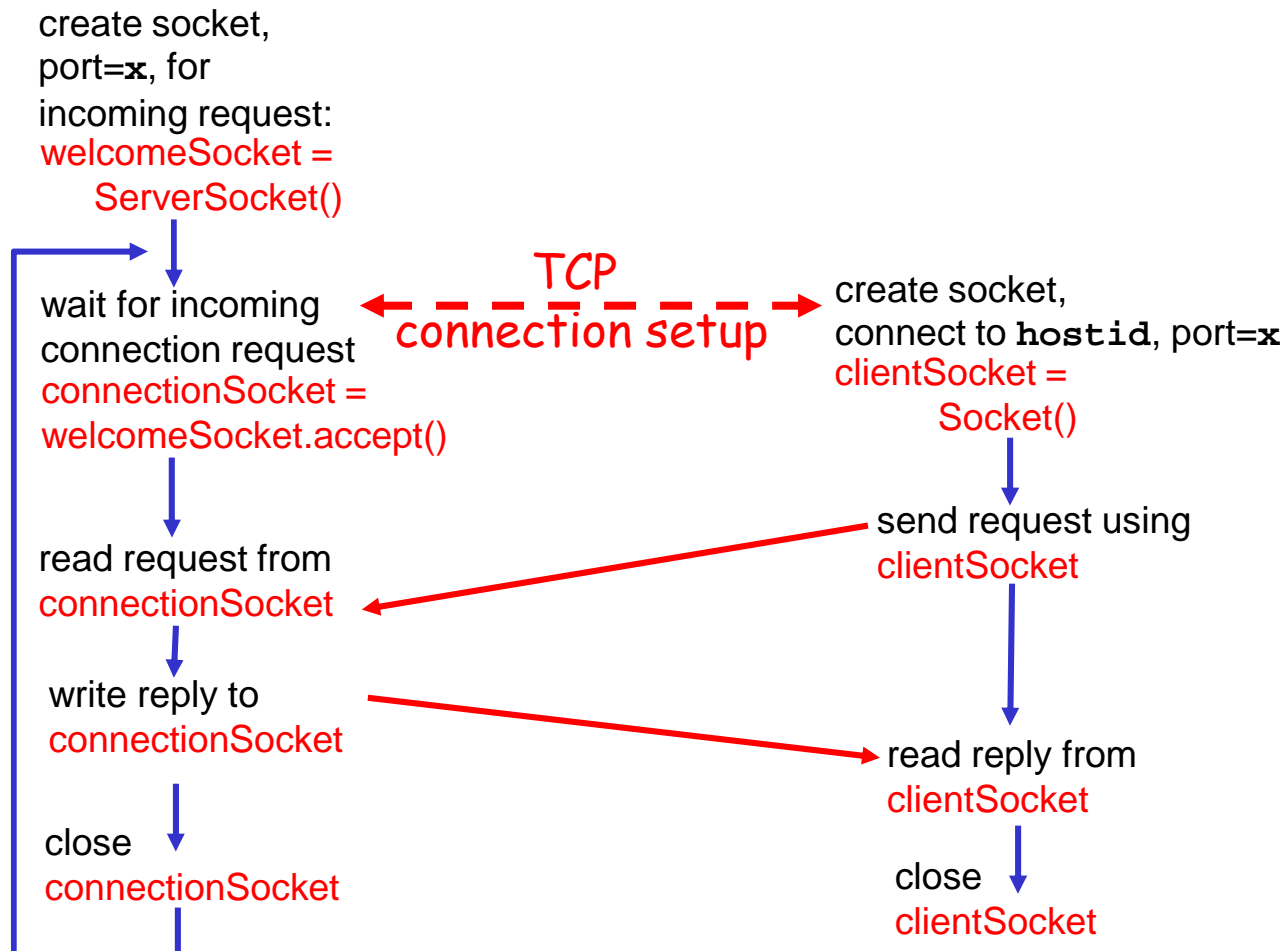 create socket,
port=x, for
incoming request:
welcomeSocket =
ServerSocket()
wait for incoming
connection request
connectionSocket =
welcomeSocket.accept()
read request from
connectionSocket
write reply to
connectionSocket
close
connectionSocket
TCP
connection setup
create socket,
connect to hostid, port=x
clientSocket =
Socket()
send request using
clientSocket
read reply from
clientSocket
close
clientSocket